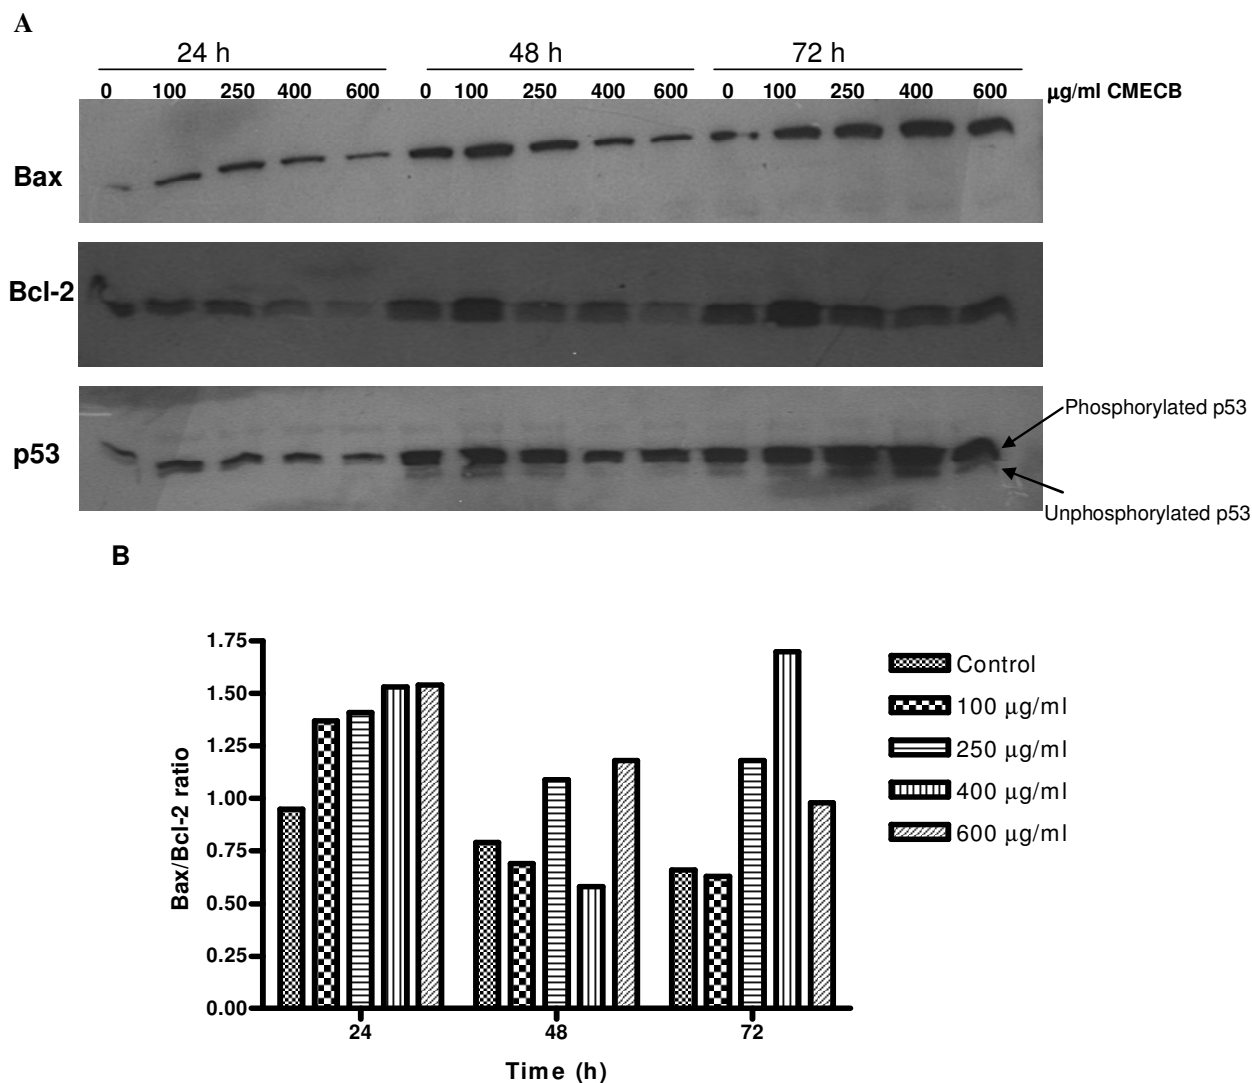 A
24 h 48 h 72 h
0 100 250 400 600 0 100 250 400 600 0 100 250 400 600 µg/ml CMECB
Bax
Bcl-2
p53
Phosphorylated p53
Unphosphorylated p53
B
1.75
1.50
1.25
1.00
0.75
0.50
0.25
0.00
Bax/Bcl-2 ratio
24 48 72
Time (h)
Control
100 µg/ml
250 µg/ml
400 µg/ml
600 µg/ml